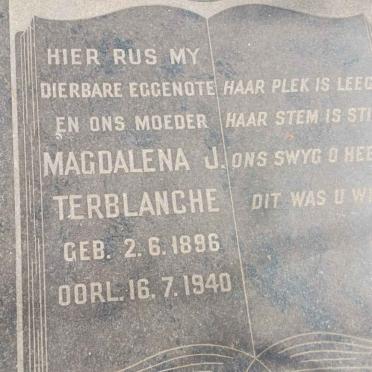 HIER RUS MY
DIERBARE EGGENOTE
EN ONS MOEDER
MAGDALENA J.
TERBLANCHE
GEB. 2.6.1896
OORL. 16.7.1940
HAAR PLEK IS
HAAR STEM IS
ONS SWYG O
DIT WAS U